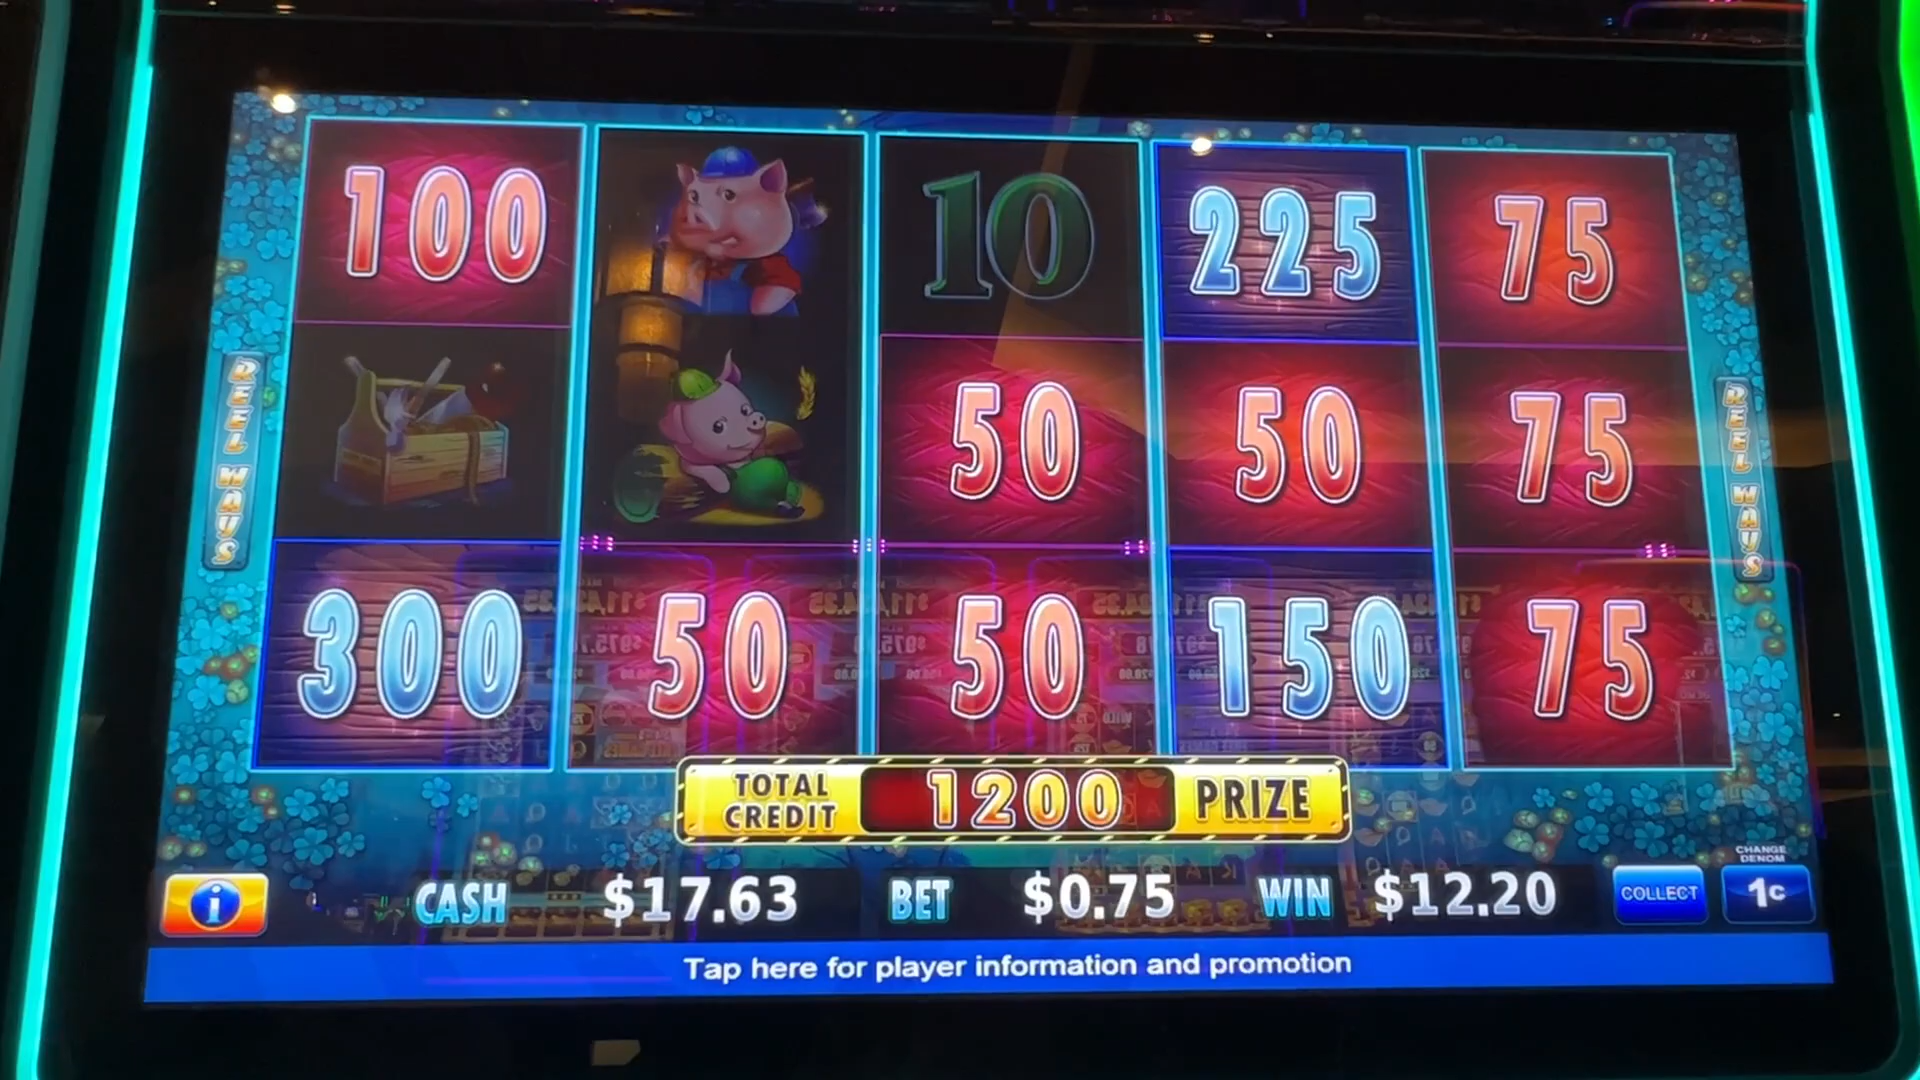 100
10
225
75
50
50
75
300
50
50
150
75
REEL WAYS
REEL WAYS
TOTAL CREDIT 1200 PRIZE
CHANGE DENOM
i
CASH $17.63 BET $0.75 WIN $12.20 COLLECT 1c
Tap here for player information and promotion